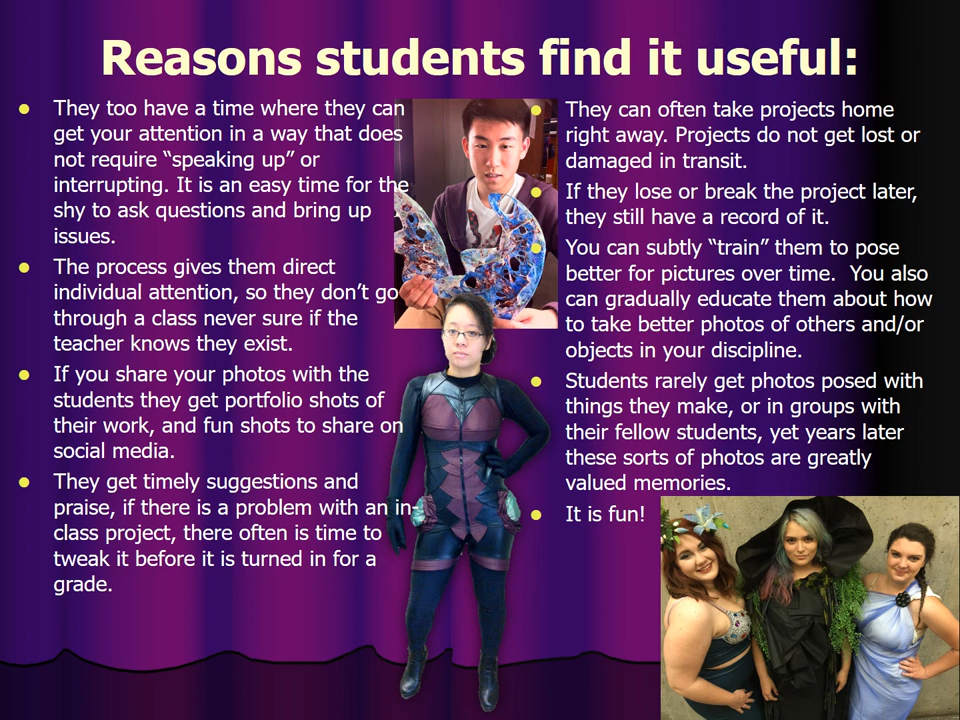 Reasons students find it useful:
They too have a time where they can
get your attention in a way that does
not require “speaking up” or
interrupting. It is an easy time for the
shy to ask questions and bring up
issues.
The process gives them direct
individual attention, so they don’t go
through a class never sure if the
teacher knows they exist.
If you share your photos with the
students they get portfolio shots of
their work, and fun shots to share on
social media.
They get timely suggestions and
praise, if there is a problem with an in-
class project, there often is time to
tweak it before it is turned in for a
grade.
They can often take projects home
right away. Projects do not get lost or
damaged in transit.
If they lose or break the project later,
they still have a record of it.
You can subtly “train” them to pose
better for pictures over time.  You also
can gradually educate them about how
to take better photos of others and/or
objects in your discipline.
Students rarely get photos posed with
things they make, or in groups with
their fellow students, yet years later
these sorts of photos are greatly
valued memories.
It is fun!